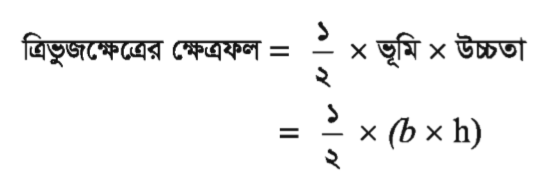 ত্রিভুজক্ষেত্রের ক্ষেত্রফল = ১/২ × ভূমি × উচ্চতা
= ১/২ × (b × h)